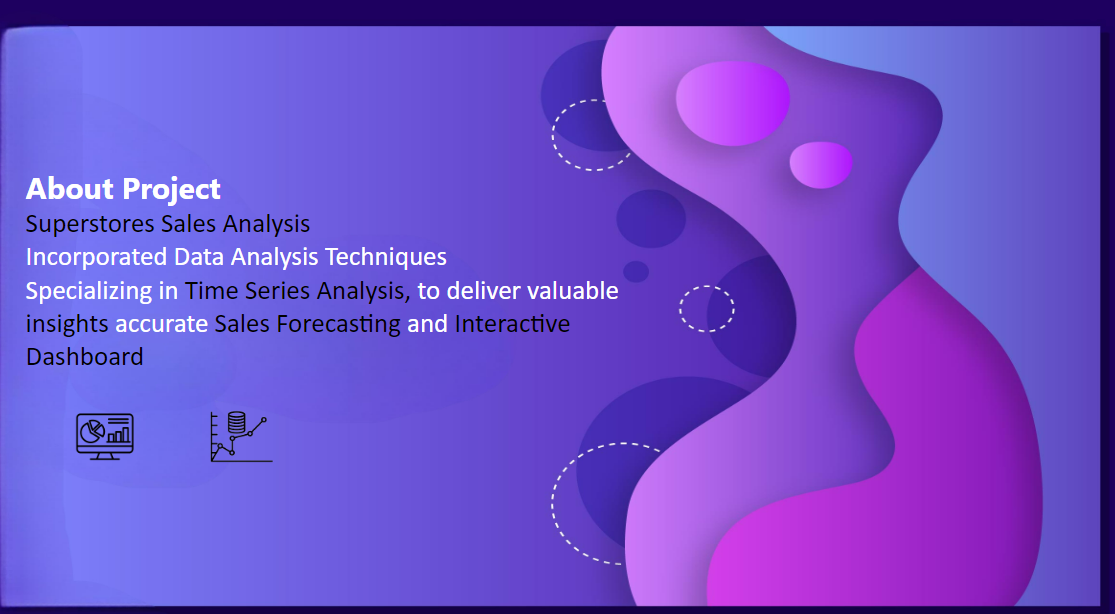 About Project
Superstores Sales Analysis
Incorporated Data Analysis Techniques
Specializing in Time Series Analysis, to deliver valuable
insights accurate Sales Forecasting and Interactive
Dashboard